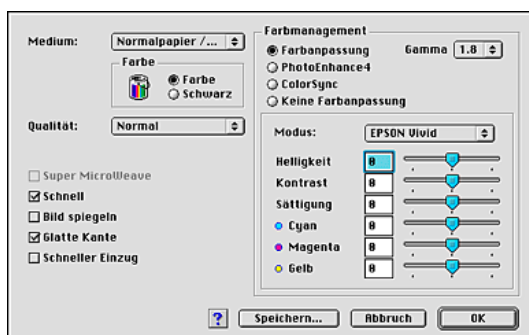 Medium:
Normalpapier /...
Farbe
Farbe
Schwarz
Qualität:
Normal
Super MicroWeave
Schnell
Bild spiegeln
Glatte Kante
Schneller Einzug
Farbmanagement
Farbanpassung
Gamma 1.8
PhotoEnhance4
ColorSync
Keine Farbanpassung
Modus:
EPSON Vivid
Helligkeit 0
Kontrast 0
Sättigung 0
Cyan 0
Magenta 0
Gelb 0
?
Speichern...
Abbruch
OK